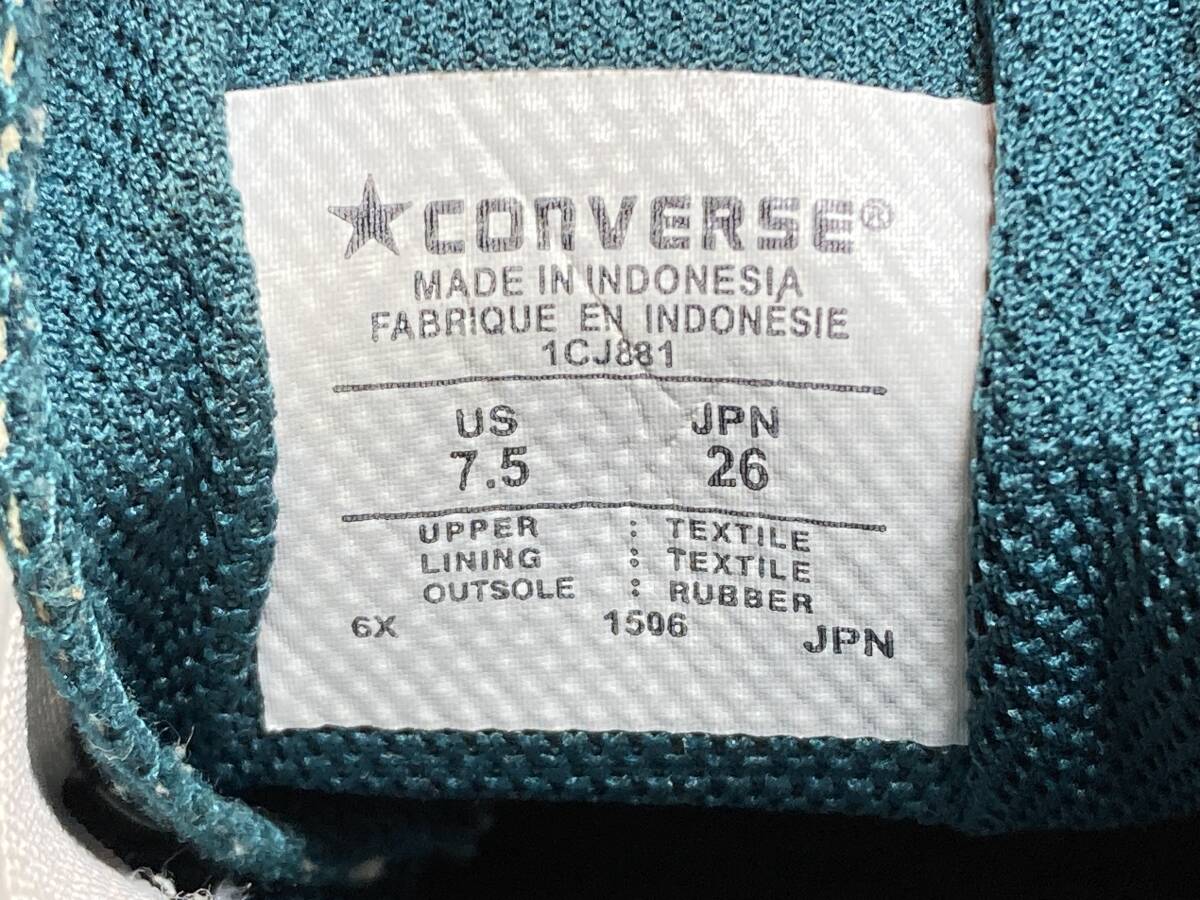 ★CONVERSE®
MADE IN INDONESIA
FABRIQUE EN INDONÉSIE
1CJ881
US JPN
7.5 26
UPPER : TEXTILE
LINING : TEXTILE
OUTSOLE : RUBBER
6X 1506 JPN